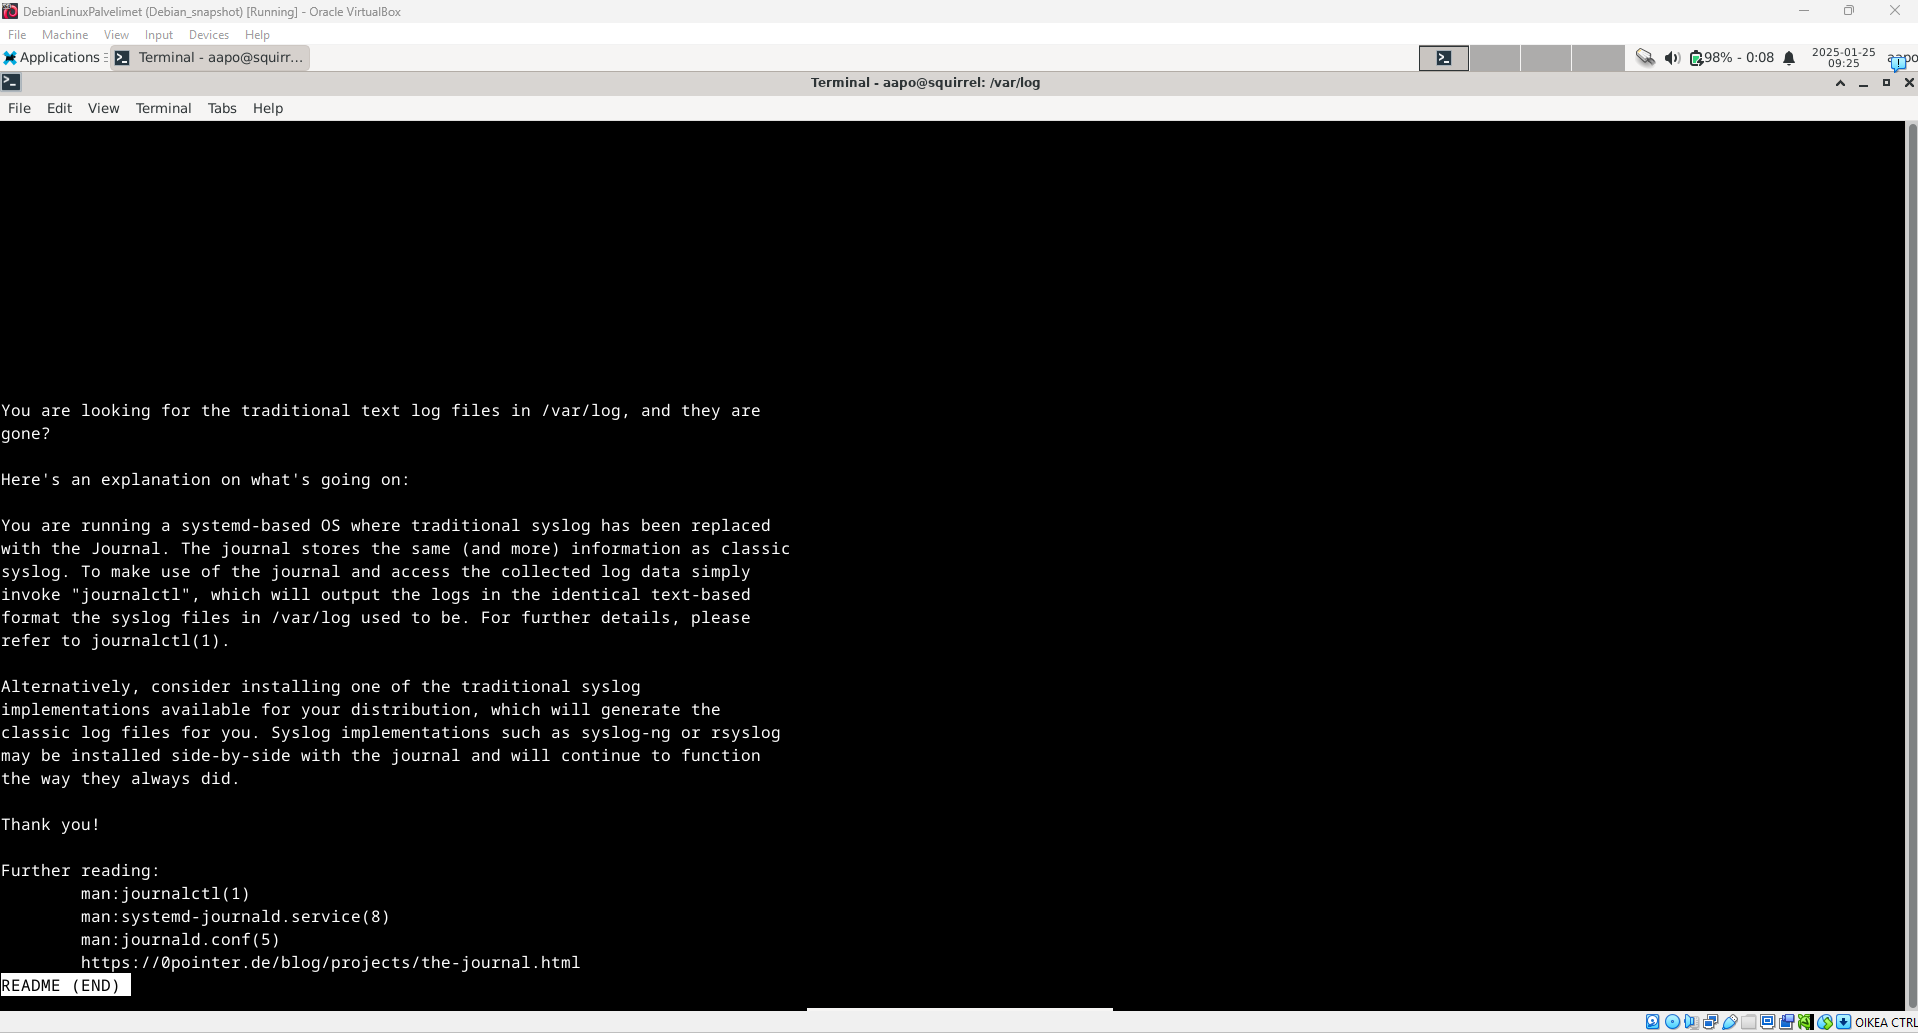 DebianLinuxPalvelimet (Debian_snapshot) [Running] - Oracle VirtualBox
File Machine View Input Devices Help
Applications Terminal - aapo@squirr... 98% - 0:08 2025-01-25
09:25
Terminal - aapo@squirrel: /var/log
File Edit View Terminal Tabs Help
You are looking for the traditional text log files in /var/log, and they are
gone?
Here's an explanation on what's going on:
You are running a systemd-based OS where traditional syslog has been replaced
with the Journal. The journal stores the same (and more) information as classic
syslog. To make use of the journal and access the collected log data simply
invoke "journalctl", which will output the logs in the identical text-based
format the syslog files in /var/log used to be. For further details, please
refer to journalctl(1).
Alternatively, consider installing one of the traditional syslog
implementations available for your distribution, which will generate the
classic log files for you. Syslog implementations such as syslog-ng or rsyslog
may be installed side-by-side with the journal and will continue to function
the way they always did.
Thank you!
Further reading:
man:journalctl(1)
man:systemd-journald.service(8)
man:journald.conf(5)
https://0pointer.de/blog/projects/the-journal.html
README (END)
OIKEA CTRL